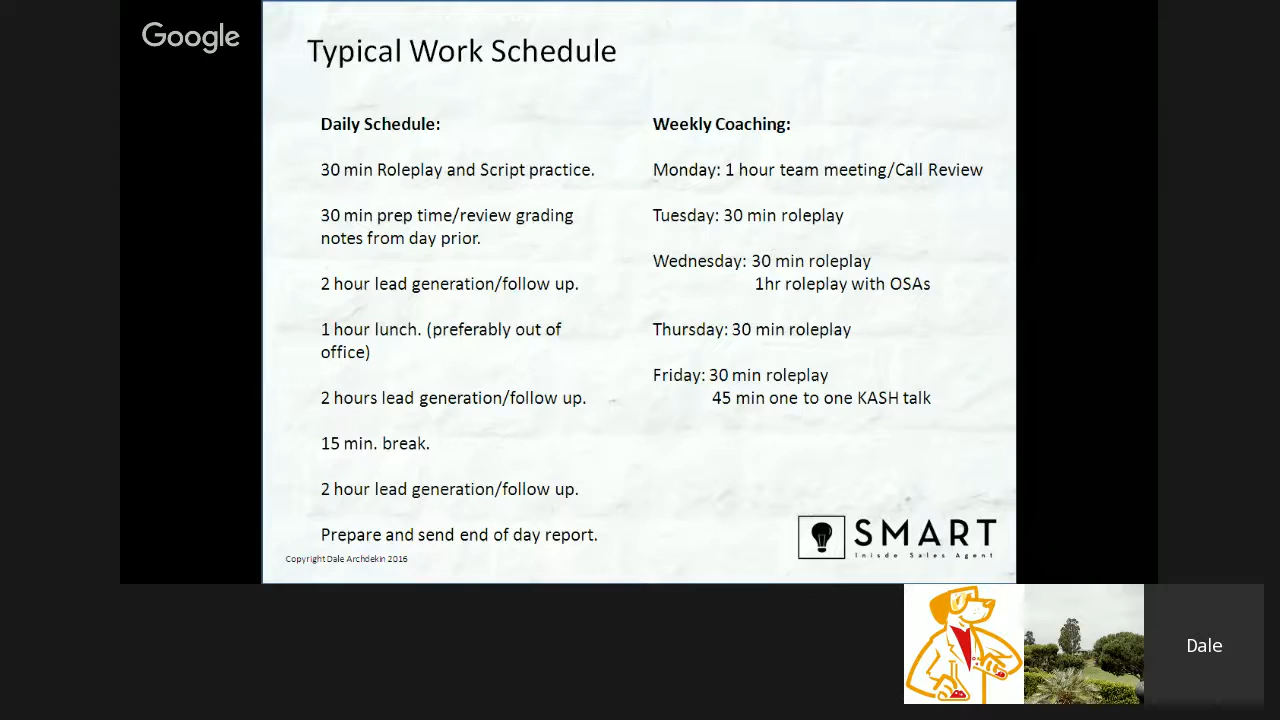 Google
Typical Work Schedule
Daily Schedule:
30 min Roleplay and Script practice.
30 min prep time/review grading
notes from day prior.
2 hour lead generation/follow up.
1 hour lunch. (preferably out of
office)
2 hours lead generation/follow up.
15 min. break.
2 hour lead generation/follow up.
Prepare and send end of day report.
Copyright Dale Archdekin 2016
Weekly Coaching:
Monday: 1 hour team meeting/Call Review
Tuesday: 30 min roleplay
Wednesday: 30 min roleplay
1hr roleplay with OSAs
Thursday: 30 min roleplay
Friday: 30 min roleplay
45 min one to one KASH talk
SMART
Inisde Sales Agent
Dale